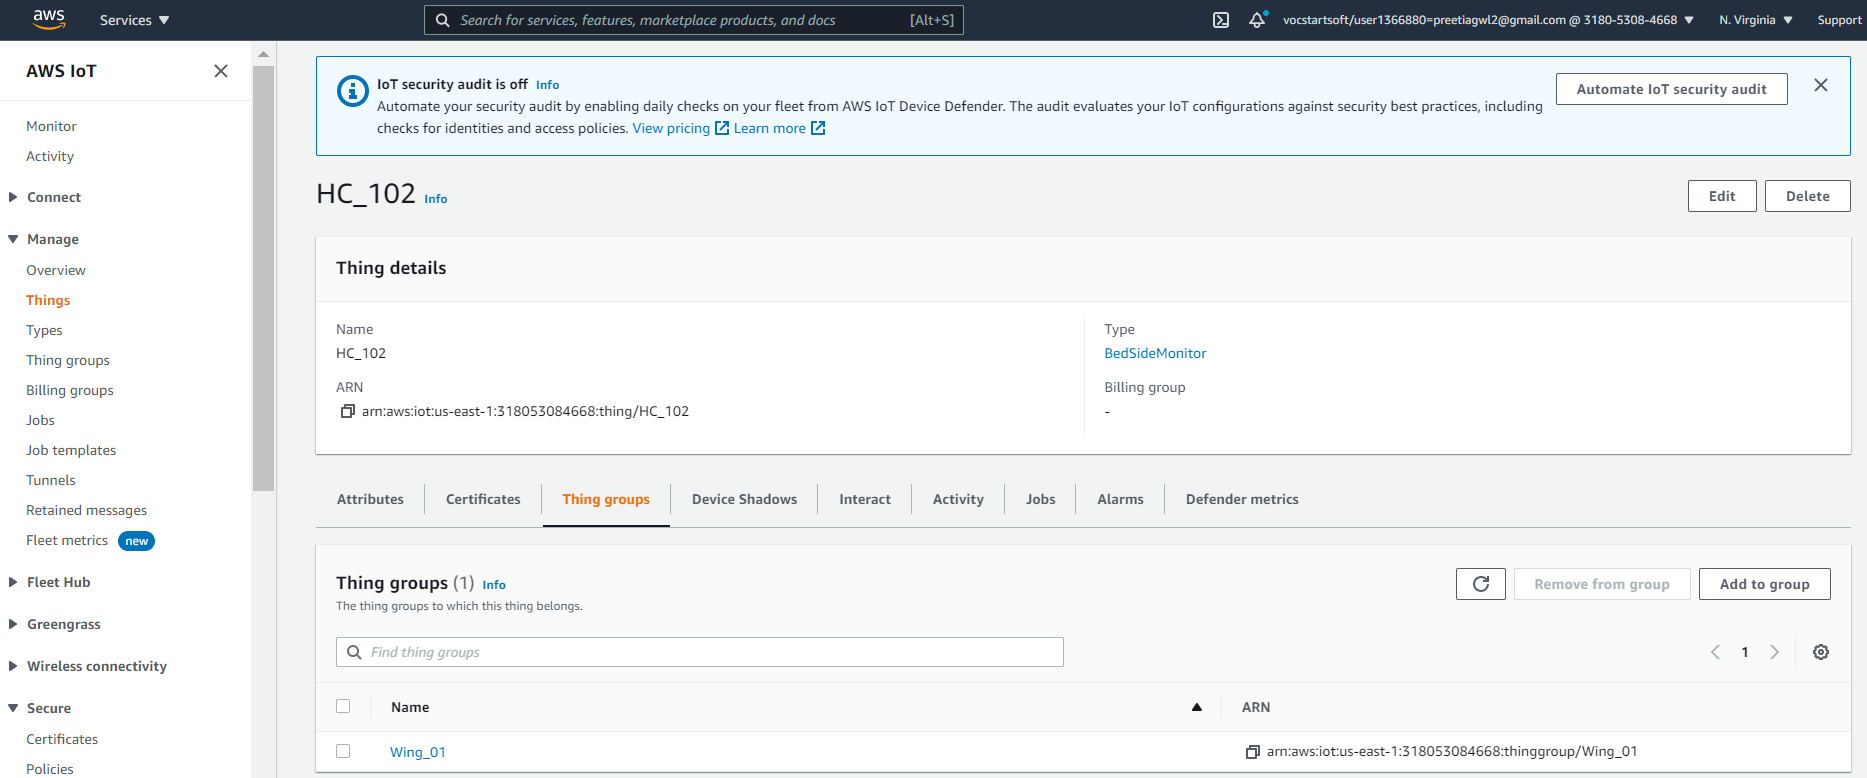 aws Services Search for services, features, marketplace products, and docs [Alt+S] vocstartsoft/user1366880=preetiagwl2@gmail.com @ 3180-5308-4668 N. Virginia Support
AWS IoT
Monitor
Activity
Connect
Manage
Overview
Things
Types
Thing groups
Billing groups
Jobs
Job templates
Tunnels
Retained messages
Fleet metrics new
Fleet Hub
Greengrass
Wireless connectivity
Secure
Certificates
Policies
IoT security audit is off Info
Automate your security audit by enabling daily checks on your fleet from AWS IoT Device Defender. The audit evaluates your IoT configurations against security best practices, including
checks for identities and access policies. View pricing Learn more
Automate IoT security audit
HC_102 Info
Edit Delete
Thing details
Name
HC_102
ARN
arn:aws:iot:us-east-1:318053084668:thing/HC_102
Type
BedSideMonitor
Billing group
-
Attributes Certificates Thing groups Device Shadows Interact Activity Jobs Alarms Defender metrics
Thing groups (1) Info
The thing groups to which this thing belongs.
Remove from group Add to group
Find thing groups
1
Name ARN
Wing_01 arn:aws:iot:us-east-1:318053084668:thinggroup/Wing_01